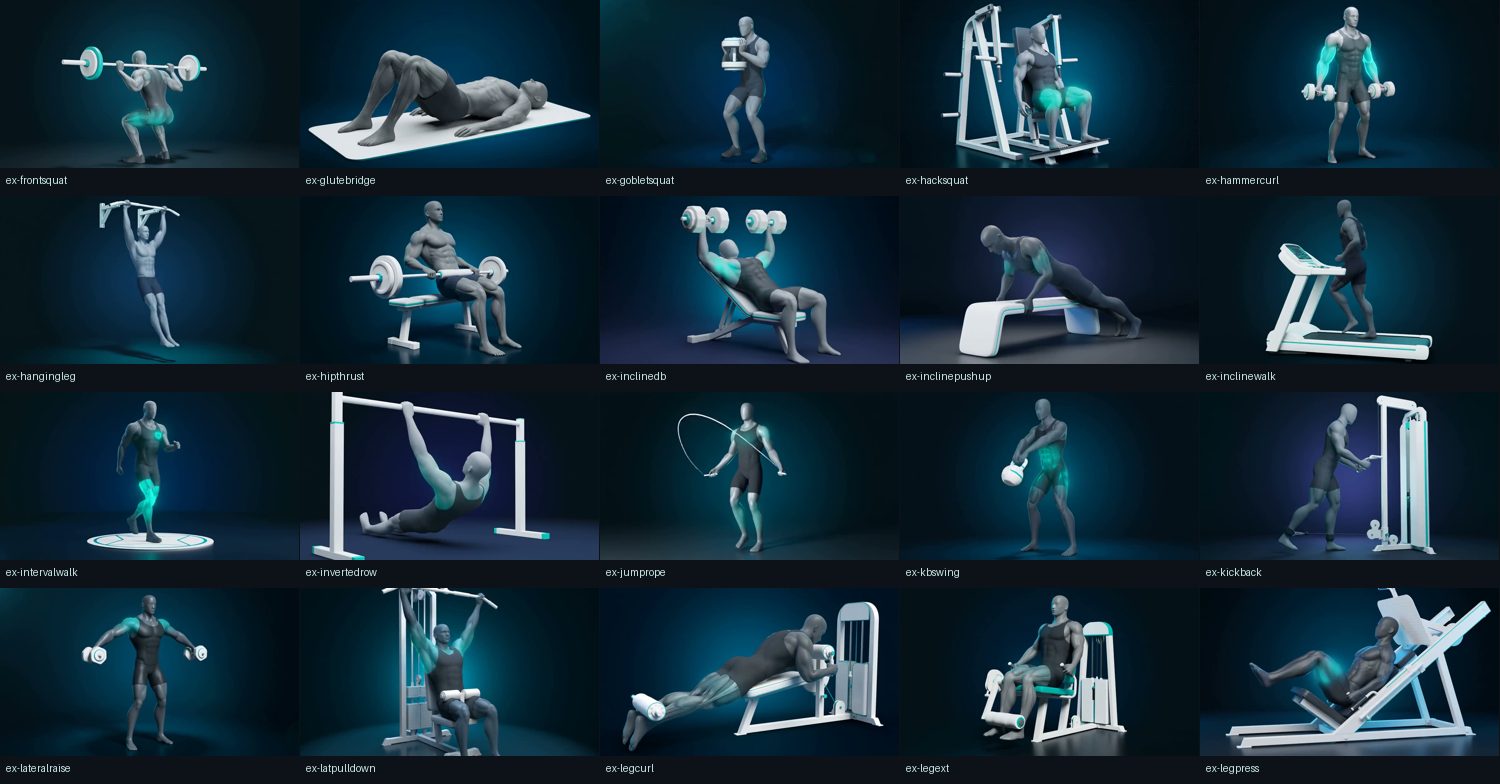 ex-frontsquat
ex-glutebridge
ex-gobletsquat
ex-hacksquat
ex-hammercurl
ex-hangingleg
ex-hipthrust
ex-inclinedb
ex-inclinepushup
ex-inclinewalk
ex-intervalwalk
ex-invertedrow
ex-jumprope
ex-kbswing
ex-kickback
ex-lateralraise
ex-latpulldown
ex-legcurl
ex-legext
ex-legpress